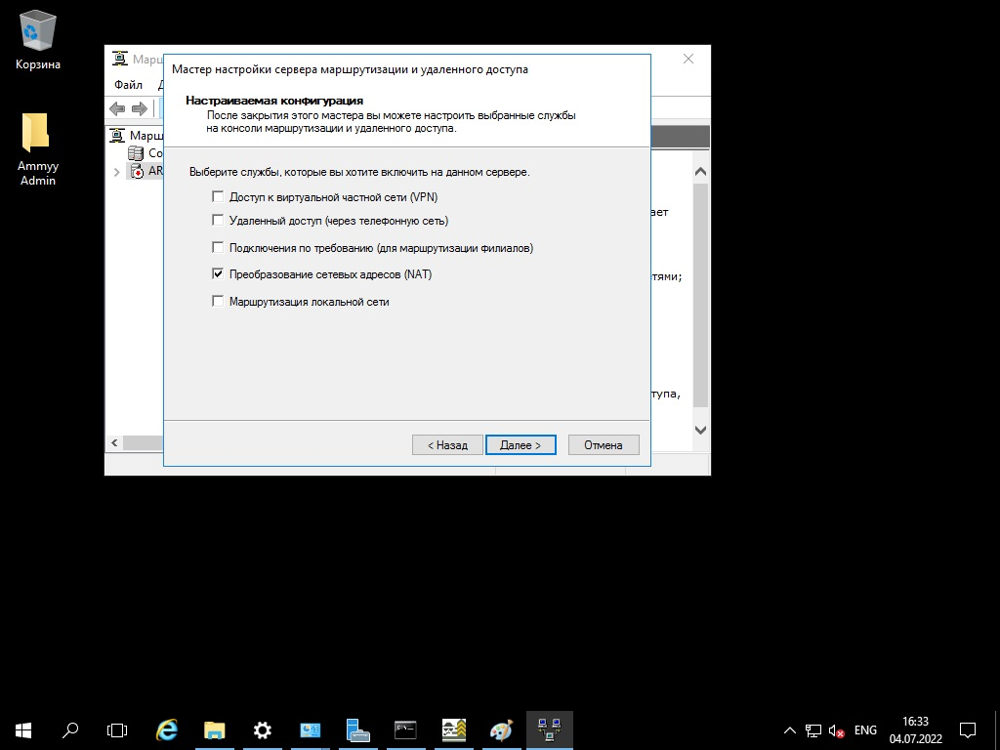 Корзина
Ammyy
Admin
Марш
Мастер настройки сервера маршрутизации и удаленного доступа
Файл
Настраиваемая конфигурация
После закрытия этого мастера вы можете настроить выбранные службы
на консоли маршрутизации и удаленного доступа.
Марш
Со
AR
Выберите службы, которые вы хотите включить на данном сервере.
Доступ к виртуальной частной сети (VPN)
ает
Удаленный доступ (через телефонную сеть)
Подключения по требованию (для маршрутизации филиалов)
Преобразование сетевых адресов (NAT)
тями;
Маршрутизация локальной сети
тупа,
< Назад
Далее >
Отмена
ENG
16:33
04.07.2022